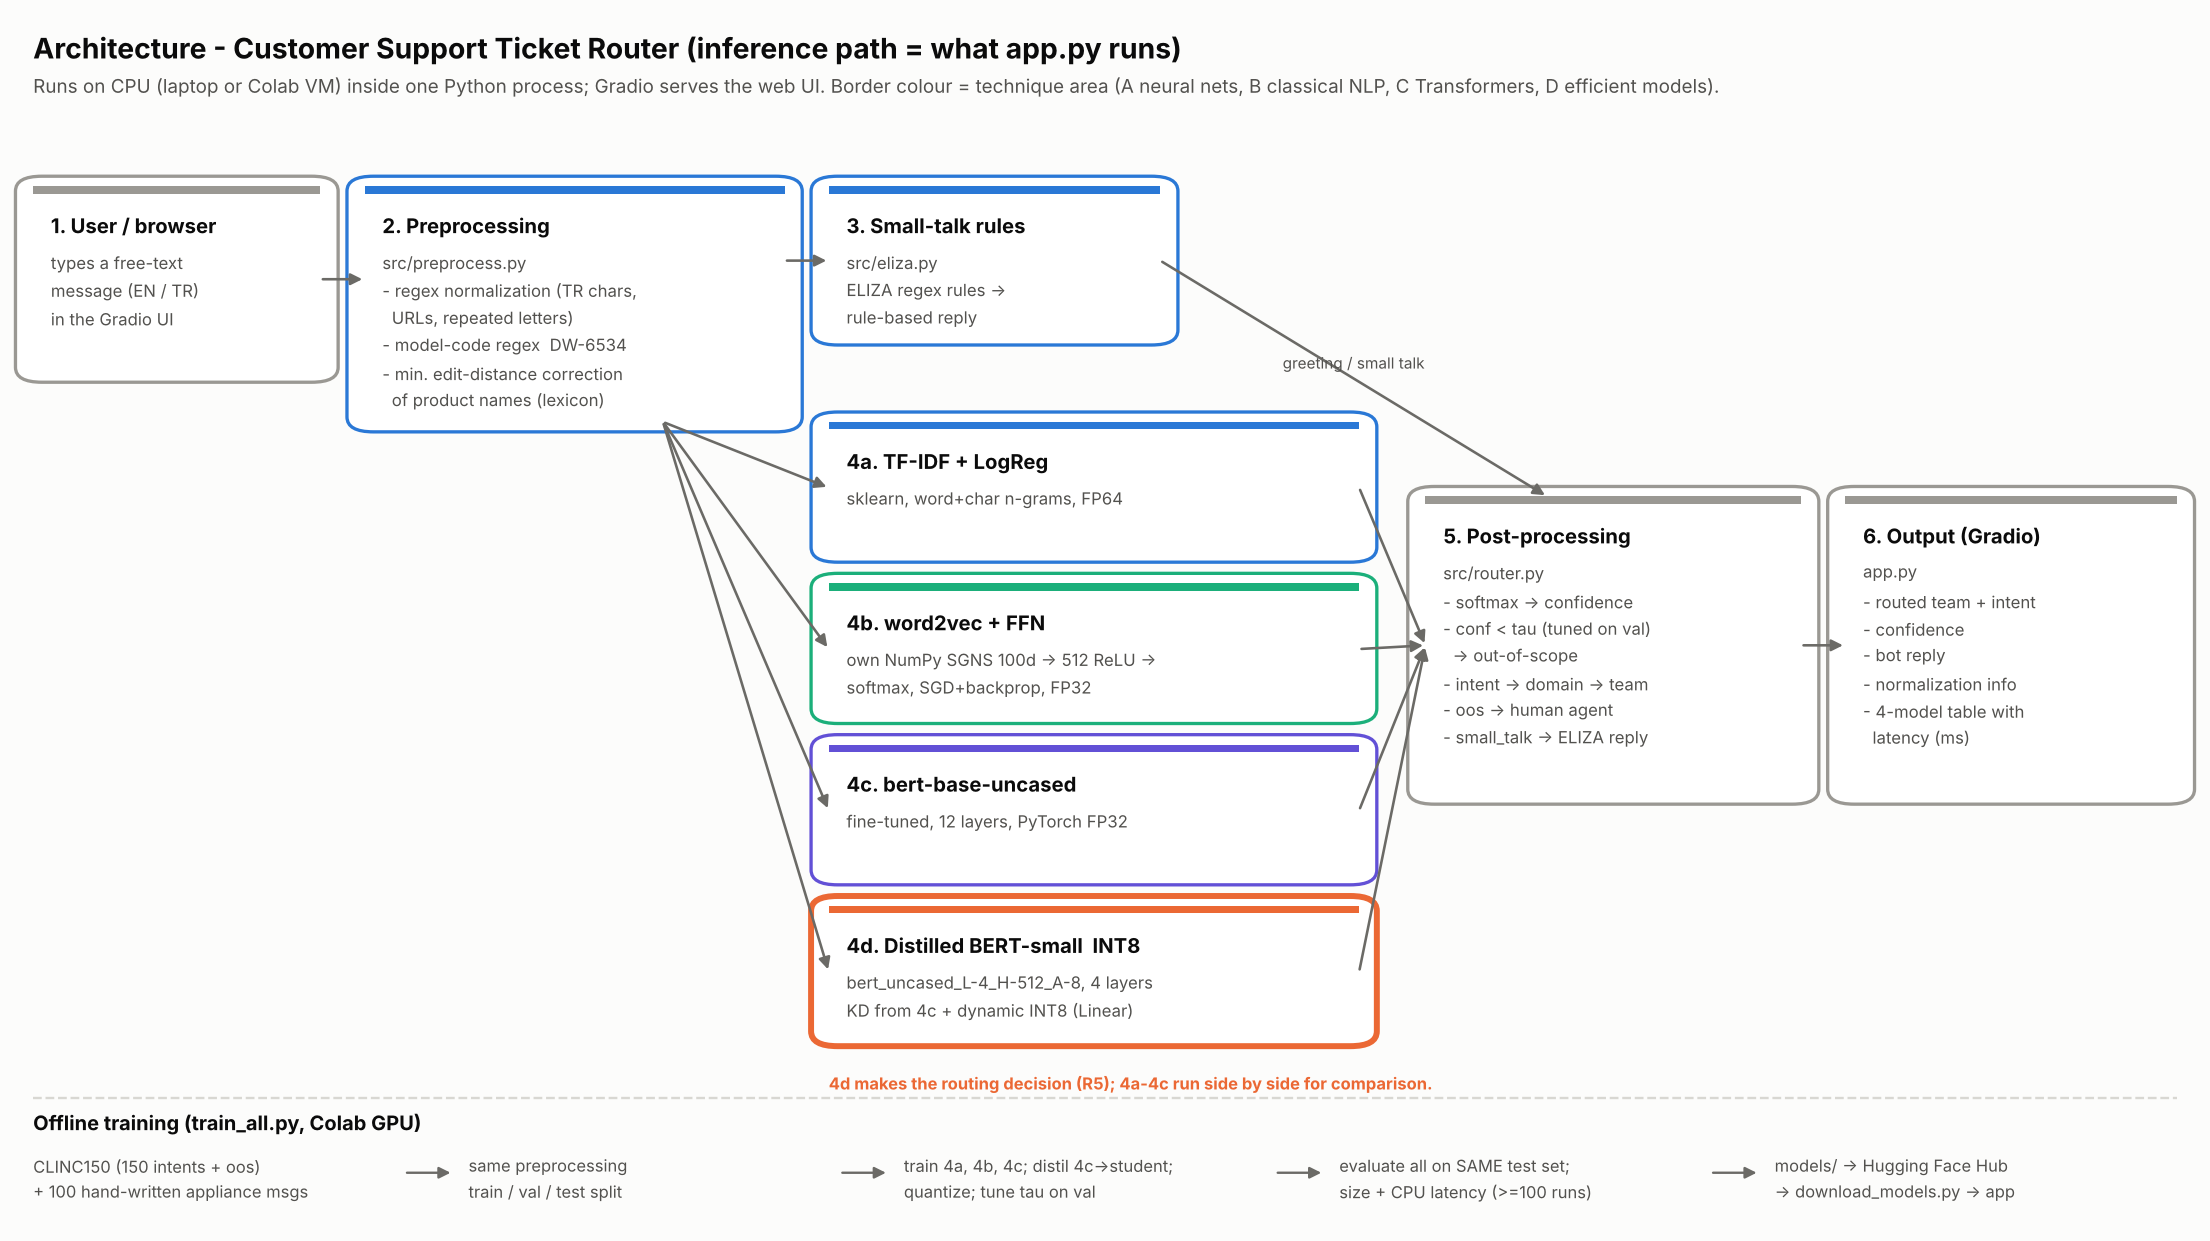 Architecture - Customer Support Ticket Router (inference path = what app.py runs)
Runs on CPU (laptop or Colab VM) inside one Python process; Gradio serves the web UI. Border colour = technique area (A neural nets, B classical NLP, C Transformers, D efficient models).
1. User / browser
types a free-text
message (EN / TR)
in the Gradio UI
2. Preprocessing
src/preprocess.py
- regex normalization (TR chars,
URLs, repeated letters)
- model-code regex  DW-6534
- min. edit-distance correction
of product names (lexicon)
3. Small-talk rules
src/eliza.py
ELIZA regex rules →
rule-based reply
greeting / small talk
4a. TF-IDF + LogReg
sklearn, word+char n-grams, FP64
4b. word2vec + FFN
own NumPy SGNS 100d → 512 ReLU →
softmax, SGD+backprop, FP32
4c. bert-base-uncased
fine-tuned, 12 layers, PyTorch FP32
4d. Distilled BERT-small  INT8
bert_uncased_L-4_H-512_A-8, 4 layers
KD from 4c + dynamic INT8 (Linear)
5. Post-processing
src/router.py
- softmax → confidence
- conf < tau (tuned on val)
→ out-of-scope
- intent → domain → team
- oos → human agent
- small_talk → ELIZA reply
6. Output (Gradio)
app.py
- routed team + intent
- confidence
- bot reply
- normalization info
- 4-model table with
latency (ms)
4d makes the routing decision (R5); 4a-4c run side by side for comparison.
Offline training (train_all.py, Colab GPU)
CLINC150 (150 intents + oos)
+ 100 hand-written appliance msgs
same preprocessing
train / val / test split
train 4a, 4b, 4c; distil 4c→student;
quantize; tune tau on val
evaluate all on SAME test set;
size + CPU latency (>=100 runs)
models/ → Hugging Face Hub
→ download_models.py → app